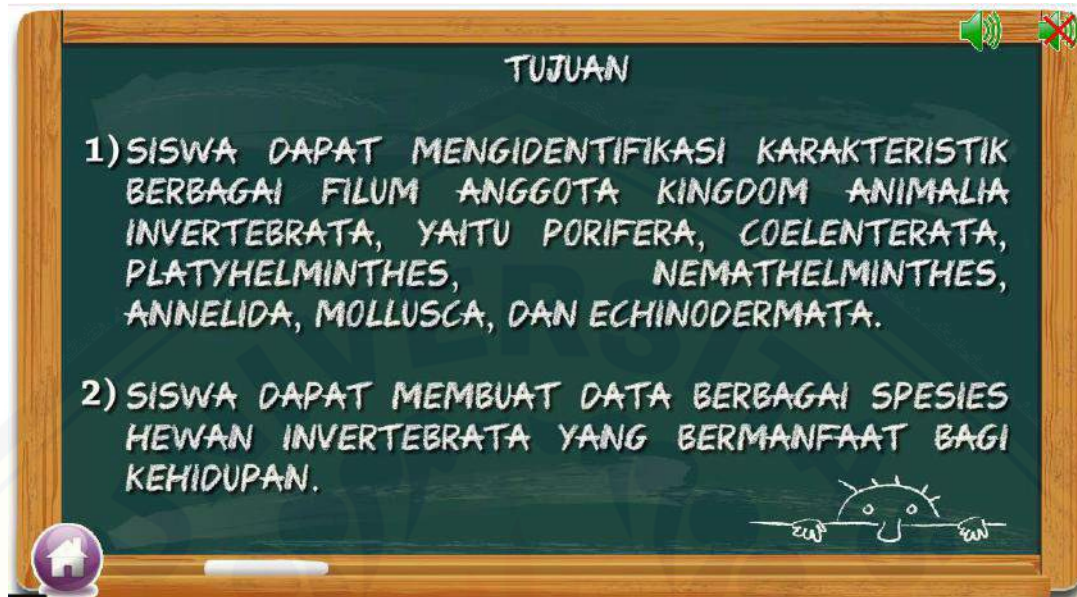 TUJUAN
1) SISWA DAPAT MENGIDENTIFIKASI KARAKTERISTIK
BERBAGAI FILUM ANGGOTA KINGDOM ANIMALIA
INVERTEBRATA, YAITU PORIFERA, COELENTERATA,
PLATYHELMINTHES, NEMATHELMINTHES,
ANNELIDA, MOLLUSCA, DAN ECHINODERMATA.
2) SISWA DAPAT MEMBUAT DATA BERBAGAI SPESIES
HEWAN INVERTEBRATA YANG BERMANFAAT BAGI
KEHIDUPAN.